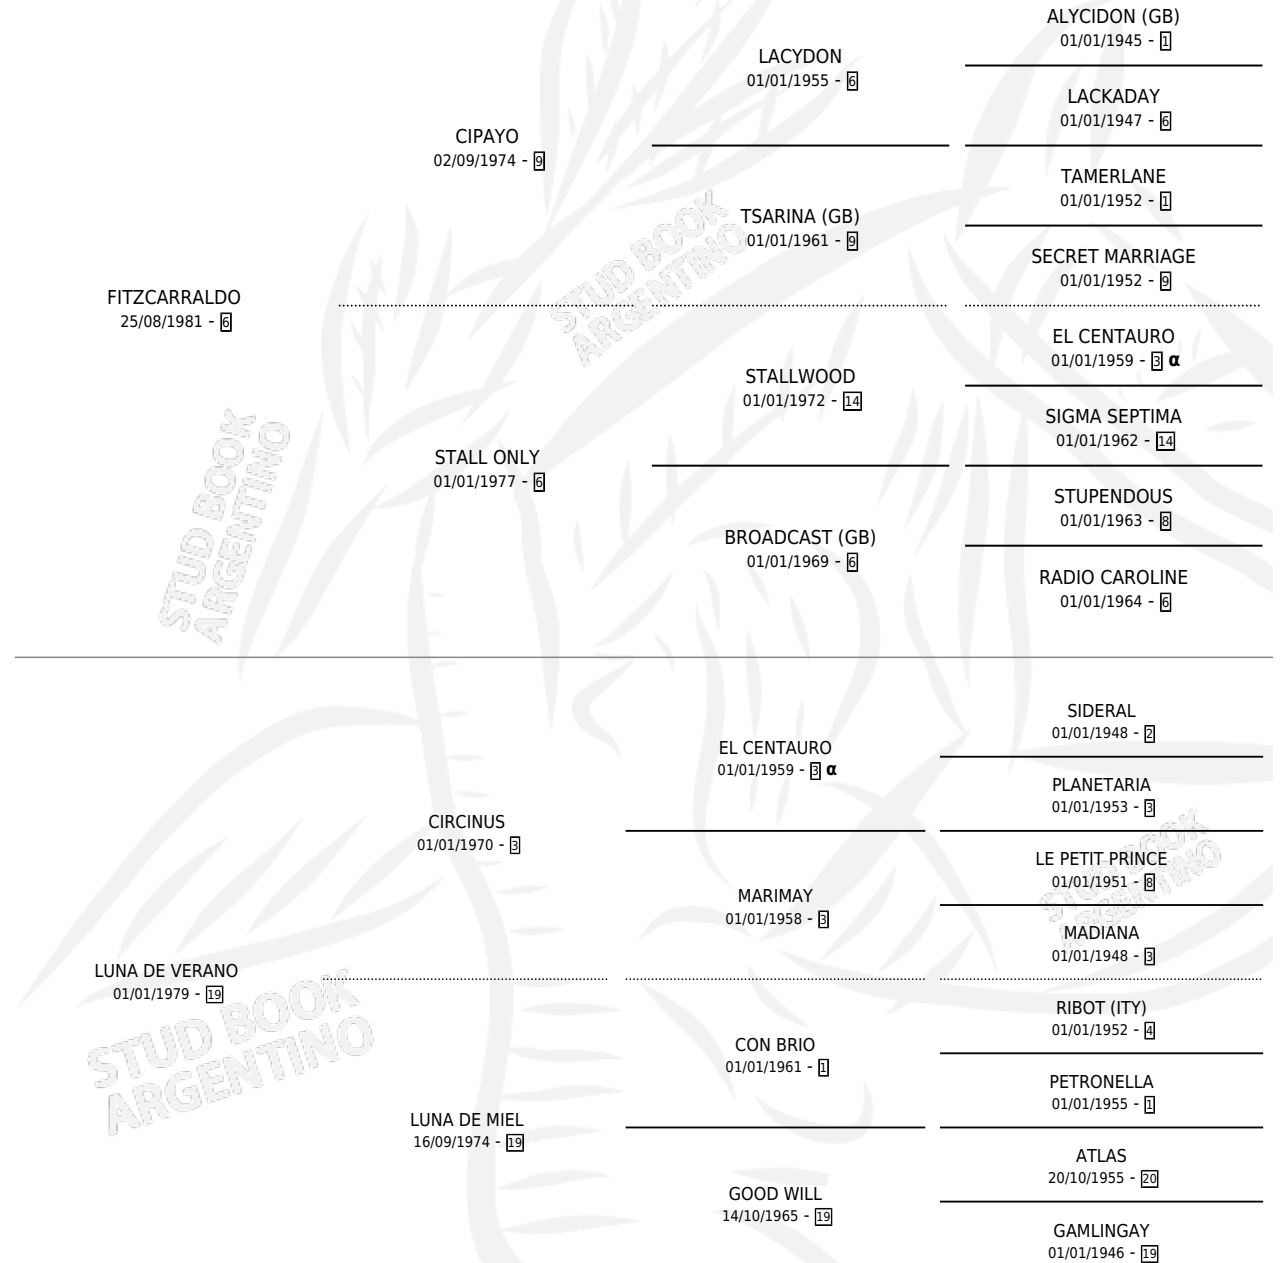 ALYCIDON (GB)
01/01/1945 - 1
LACYDON
01/01/1955 - 6
LACKADAY
01/01/1947 - 6
CIPAYO
02/09/1974 - 9
TAMERLANE
01/01/1952 - 1
TSARINA (GB)
01/01/1961 - 9
SECRET MARRIAGE
01/01/1952 - 9
STUD BOOK
ARGENTINO
FITZCARRALDO
25/08/1981 - 6
EL CENTAURO
01/01/1959 - 3 α
STALLWOOD
01/01/1972 - 14
SIGMA SEPTIMA
01/01/1962 - 14
STALL ONLY
01/01/1977 - 6
STUPENDOUS
01/01/1963 - 8
BROADCAST (GB)
01/01/1969 - 6
RADIO CAROLINE
01/01/1964 - 6
STUD BOOK
ARGENTINO
SIDERAL
01/01/1948 - 2
EL CENTAURO
01/01/1959 - 3 α
PLANETARIA
01/01/1953 - 3
CIRCINUS
01/01/1970 - 3
LE PETIT PRINCE
01/01/1951 - 8
MARIMAY
01/01/1958 - 3
MADIANA
01/01/1948 - 3
STUD BOOK
ARGENTINO
LUNA DE VERANO
01/01/1979 - 19
RIBOT (ITY)
01/01/1952 - 4
CON BRIO
01/01/1961 - 1
PETRONELLA
01/01/1955 - 1
STUD BOOK
ARGENTINO
LUNA DE MIEL
16/09/1974 - 19
ATLAS
20/10/1955 - 20
GOOD WILL
14/10/1965 - 19
GAMLINGAY
01/01/1946 - 19